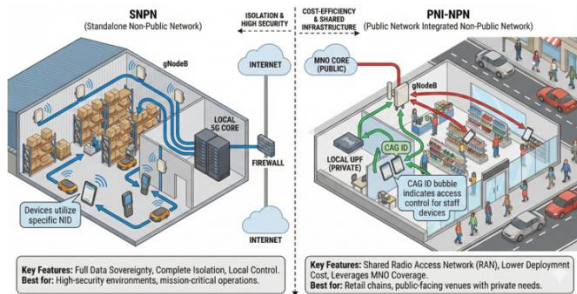 SNPN
(Standalone Non-Public Network)
ISOLATION &
HIGH SECURITY
COST-EFFICIENCY
& SHARED
INFRASTRUCTURE
PNI-NPN
(Public Network Integrated Non-Public Network)
gNodeB
INTERNET
LOCAL
5G CORE
FIREWALL
INTERNET
Devices utilize
specific NID
MNO CORE
(PUBLIC)
gNodeB
CAG ID
LOCAL UPF
(PRIVATE)
CAG ID bubble
indicates access
control for staff
devices
Key Features: Full Data Sovereignty, Complete Isolation, Local Control.
Best for: High-security environments, mission-critical operations.
Key Features: Shared Radio Access Network (RAN), Lower Deployment
Cost, Leverages MNO Coverage.
Best for: Retail chains, public-facing venues with private needs.